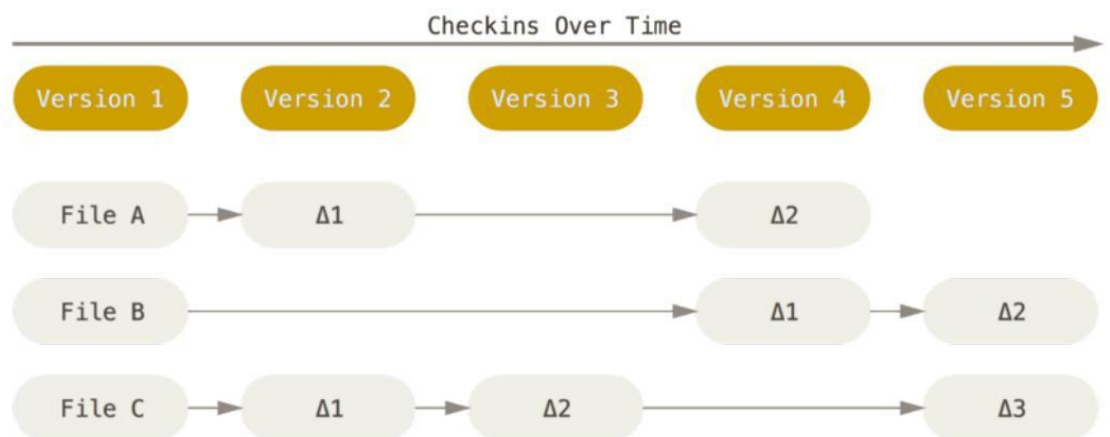 Checkins Over Time
Version 1 Version 2 Version 3 Version 4 Version 5
File A Δ1 Δ2
File B Δ1 Δ2
File C Δ1 Δ2 Δ3